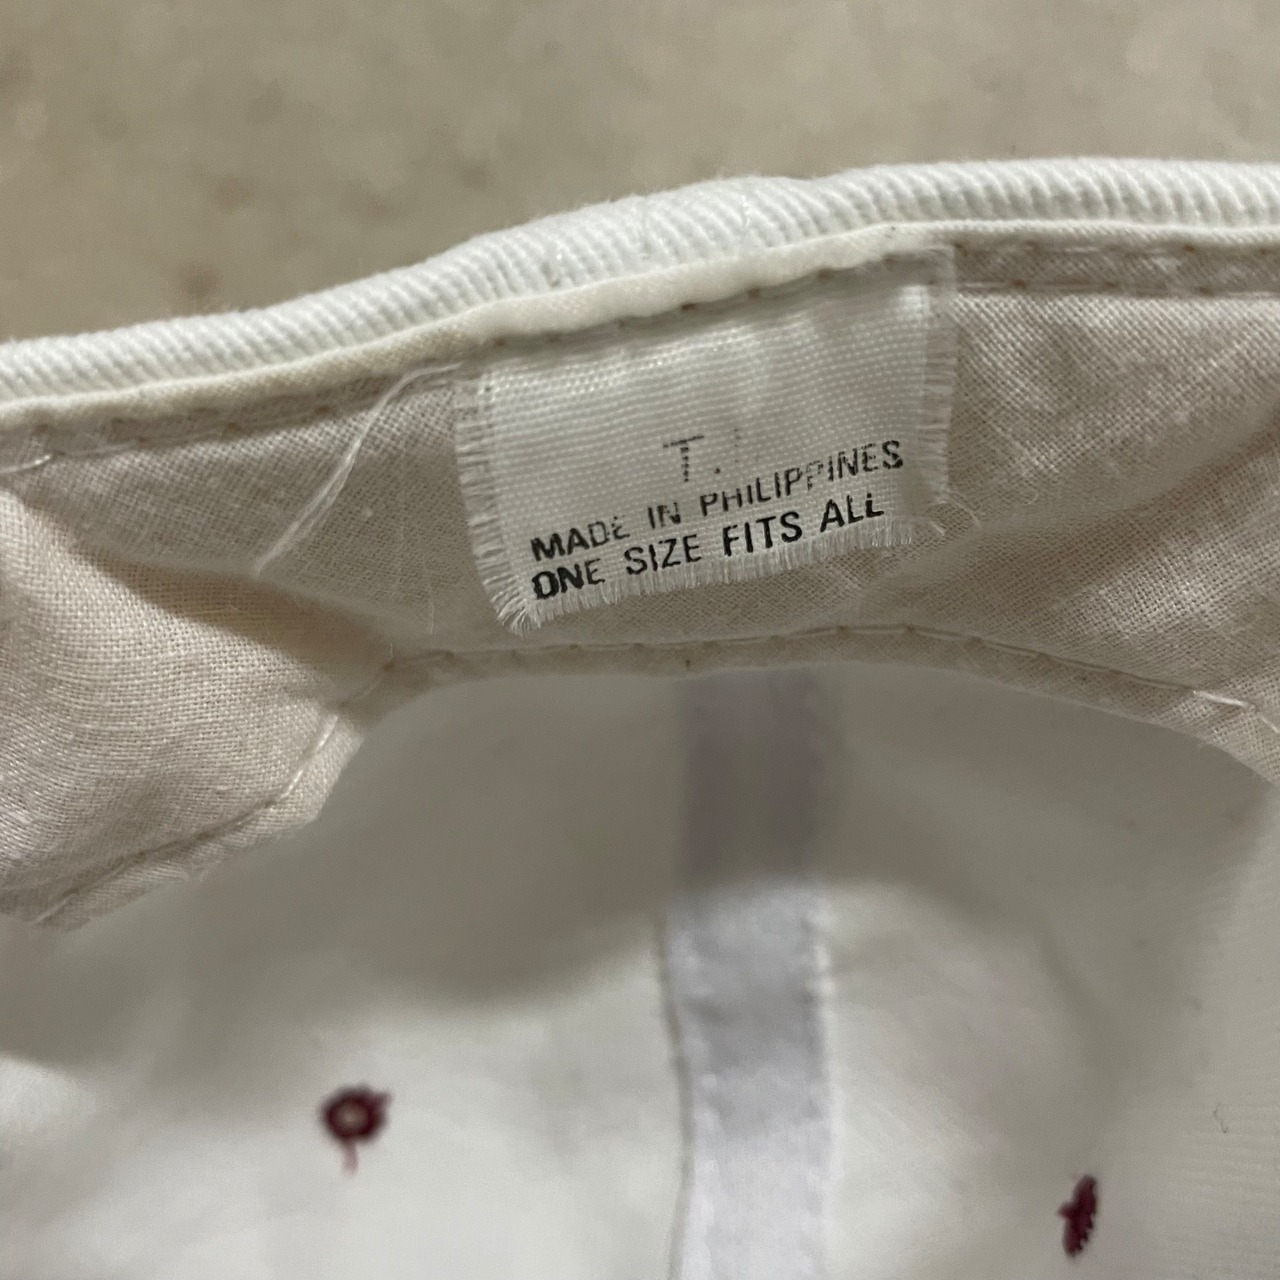 T.
MADE IN PHILIPPINES
ONE SIZE FITS ALL